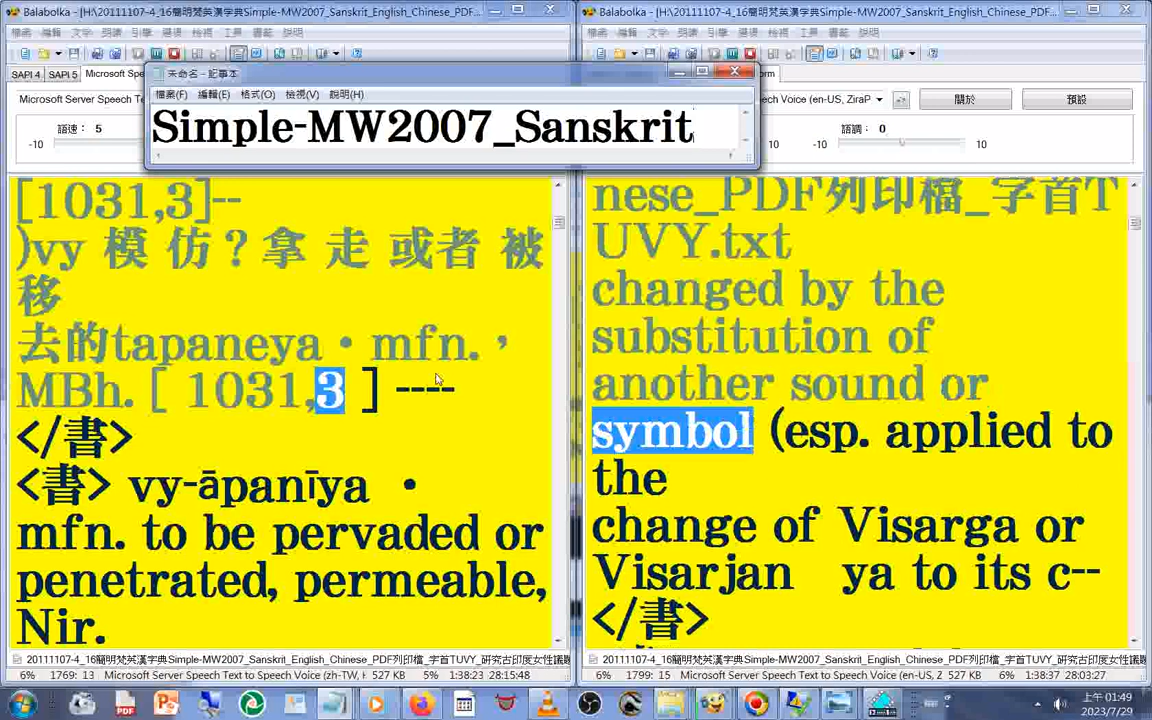 Balabolka - [H:\20111107-4_16簡明梵英漢字典Simple-MW2007_Sanskrit_English_Chinese_PDF...
Balabolka - [H:\20111107-4_16簡明梵英漢字典Simple-MW2007_Sanskrit_English_Chinese_PDF...
SAPI 4
SAPI 5
未命名 - 記事本
檔案(F) 編輯(E) 格式(O) 檢視(V) 說明(H)
Simple-MW2007_Sanskrit
Microsoft Server Speech T
語速： 5
-10
ech Voice (en-US, ZiraP
關於
預設
語調： 0
10
-10
10
[1031,3]--
)vy 模 仿？拿 走 或者 被
移
去的tapaneya‧mfn.，
MBh. [ 1031,3 ] ----
</書>
<書> vy-āpanīya ‧
mfn. to be pervaded or
penetrated, permeable,
Nir.
nese_PDF列印檔_字首T
UVY.txt
changed by the
substitution of
another sound or
symbol (esp. applied to
the
change of Visarga or
Visarjan ya to its c--
</書>
20111107-4_16簡明梵英漢字典Simple-MW2007_Sanskrit_English_Chinese_PDF列印檔_字首TUVY_研究古印度女性議題
6% 1769: 13 Microsoft Server Speech Text to Speech Voice (zh-TW, H 527 KB 5% 1:38:23 28:15:48
20111107-4_16簡明梵英漢字典Simple-MW2007_Sanskrit_English_Chinese_PDF列印檔_字首TUVY_研究古印度女性議
6% 1799: 15 Microsoft Server Speech Text to Speech Voice (en-US, Z 527 KB 6% 1:38:37 28:03:27
上午 01:49
2023/7/29